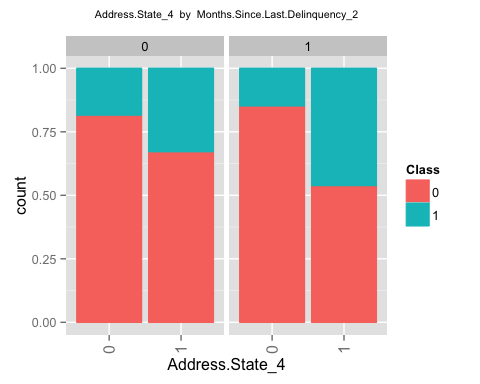 Address.State_4 by Months.Since.Last.Delinquency_2
0 1
1.00
0.75
0.50
0.25
0.00
count
0 1 0 1
Address.State_4
Class
0
1